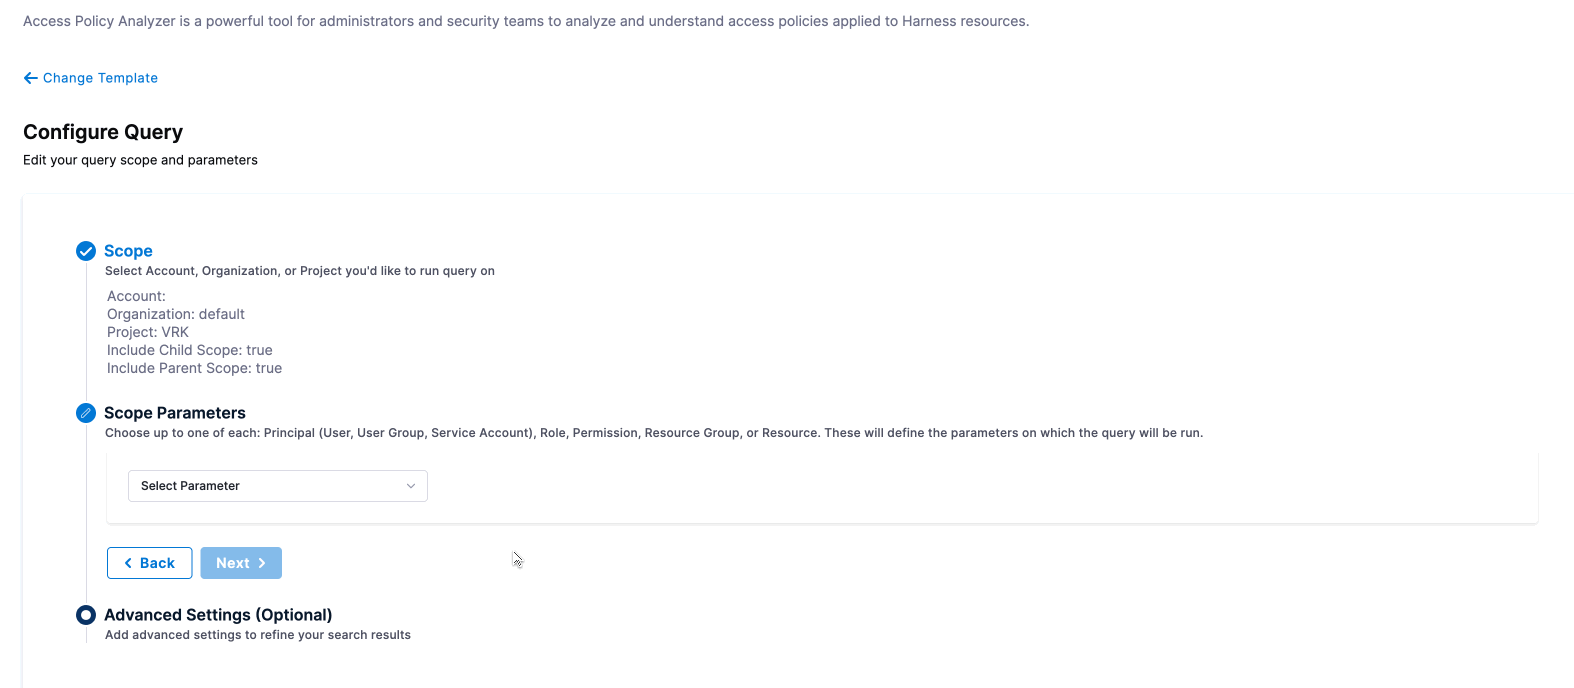 Access Policy Analyzer is a powerful tool for administrators and security teams to analyze and understand access policies applied to Harness resources.
Change Template
Configure Query
Edit your query scope and parameters
Scope
Select Account, Organization, or Project you'd like to run query on
Account:
Organization: default
Project: VRK
Include Child Scope: true
Include Parent Scope: true
Scope Parameters
Choose up to one of each: Principal (User, User Group, Service Account), Role, Permission, Resource Group, or Resource. These will define the parameters on which the query will be run.
Select Parameter
Back Next
Advanced Settings (Optional)
Add advanced settings to refine your search results